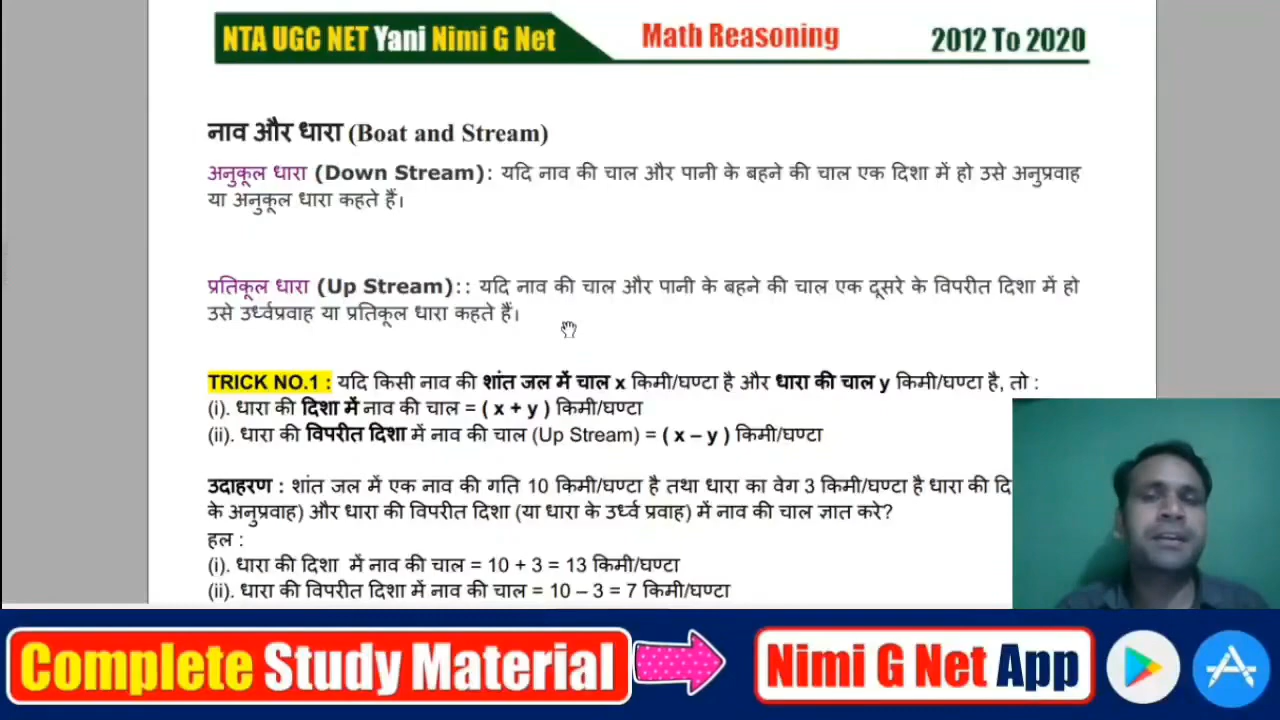 NTA UGC NET Yani Nimi G Net
Math Reasoning
2012 To 2020
नाव और धारा (Boat and Stream)
अनुकूल धारा (Down Stream): यदि नाव की चाल और पानी के बहने की चाल एक दिशा में हो उसे अनुप्रवाह
या अनुकूल धारा कहते हैं।
प्रतिकूल धारा (Up Stream):: यदि नाव की चाल और पानी के बहने की चाल एक दूसरे के विपरीत दिशा में हो
उसे उर्ध्वप्रवाह या प्रतिकूल धारा कहते हैं।
TRICK NO.1 : यदि किसी नाव की शांत जल में चाल x किमी/घण्टा है और धारा की चाल y किमी/घण्टा है, तो :
(i). धारा की दिशा में नाव की चाल = ( x + y ) किमी/घण्टा
(ii). धारा की विपरीत दिशा में नाव की चाल (Up Stream) = ( x – y ) किमी/घण्टा
उदाहरण : शांत जल में एक नाव की गति 10 किमी/घण्टा है तथा धारा का वेग 3 किमी/घण्टा है धारा की दि
के अनुप्रवाह) और धारा की विपरीत दिशा (या धारा के उर्ध्व प्रवाह) में नाव की चाल ज्ञात करे?
हल :
(i). धारा की दिशा में नाव की चाल = 10 + 3 = 13 किमी/घण्टा
(ii). धारा की विपरीत दिशा में नाव की चाल = 10 – 3 = 7 किमी/घण्टा
Complete Study Material
Nimi G Net App